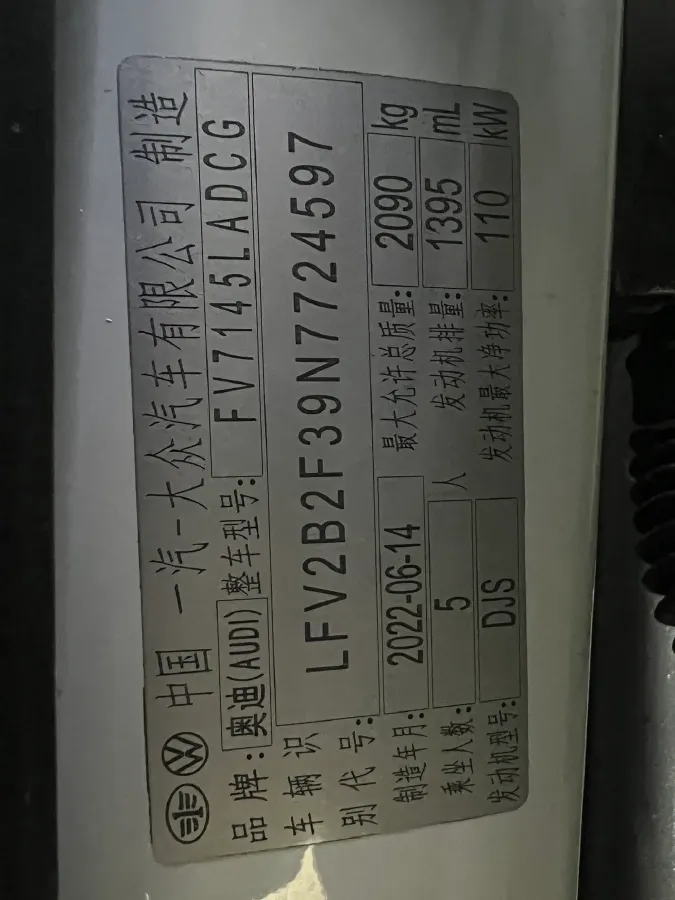 中国 一汽-大众汽车有限公司 制造
品牌:奥迪(AUDI) 整车型号: FV7145LADCG
车辆识别代号: LFV2B2F39N7724597
制造年月: 2022-06-14 最大允许总质量: 2090 kg
乘坐人数: 5 人 发动机排量: 1395 mL
发动机型号: DJS 发动机最大净功率: 110 kW